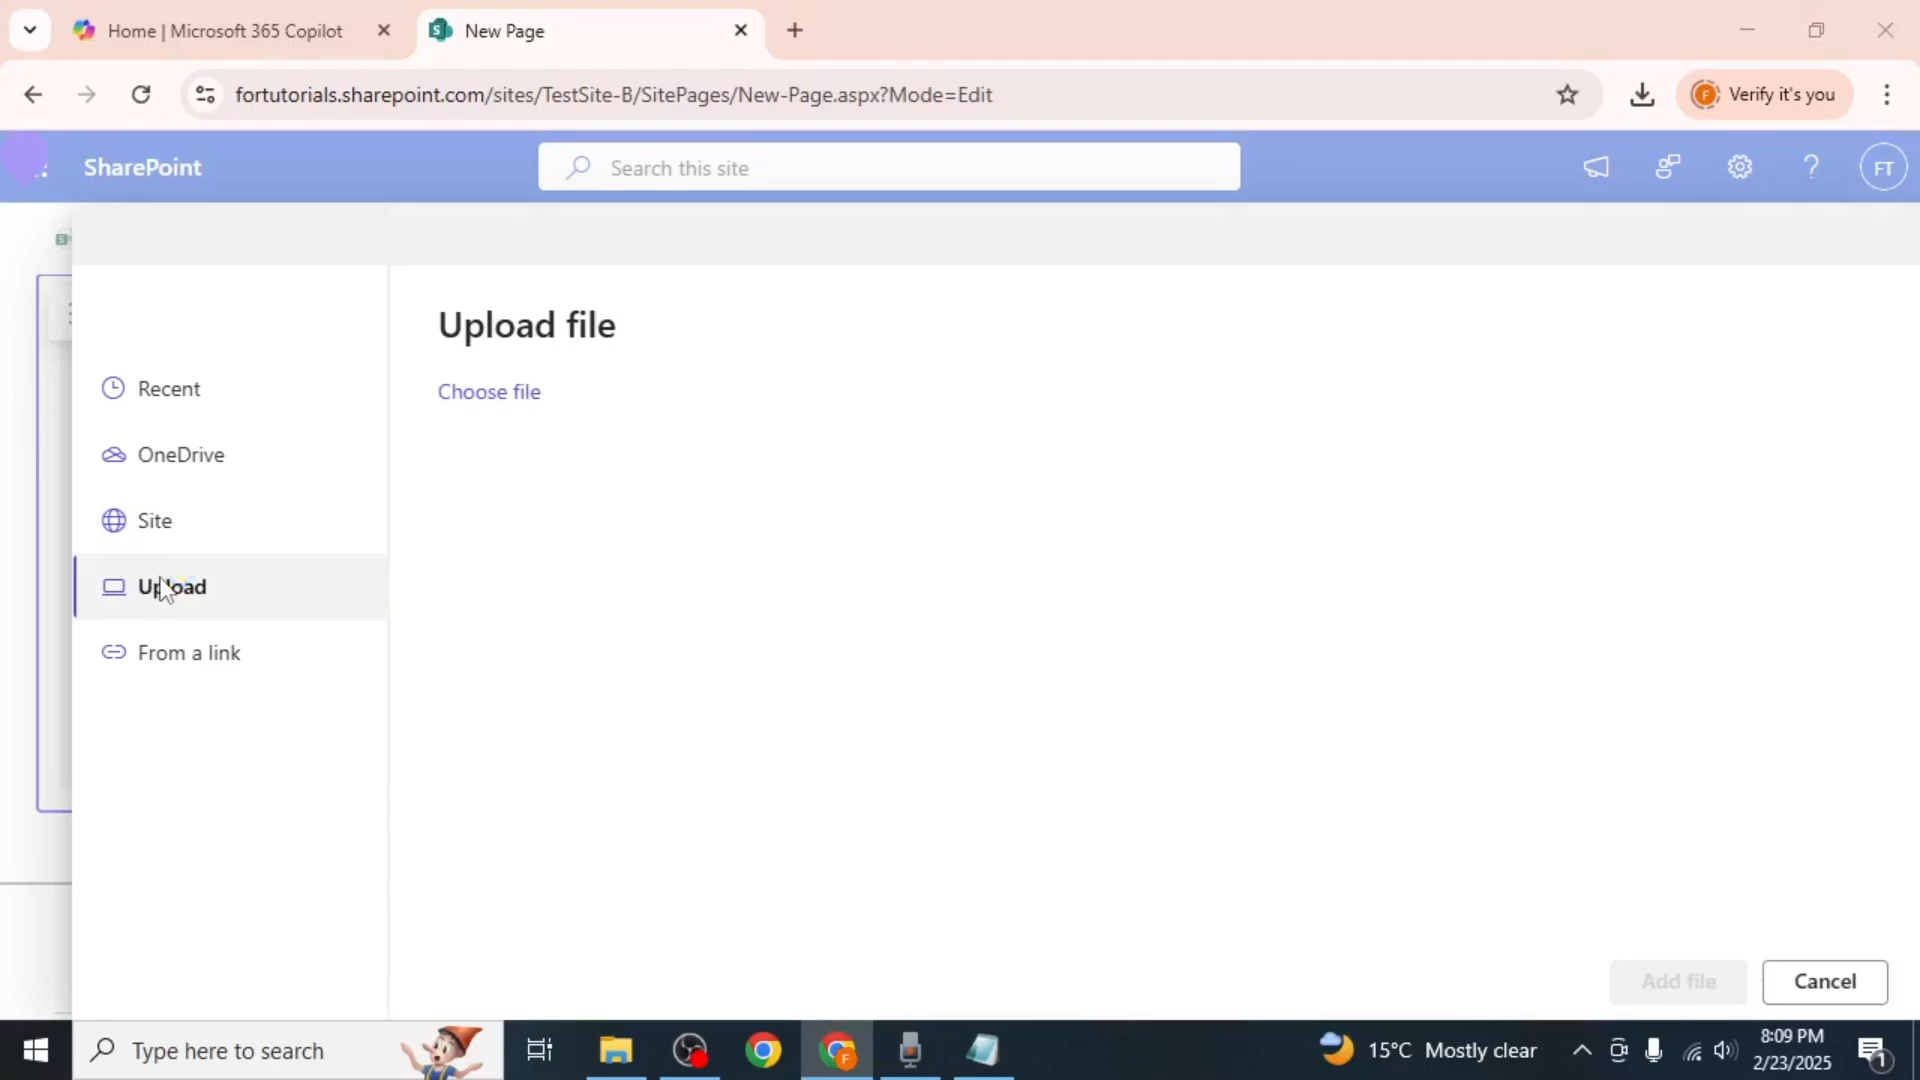 Home | Microsoft 365 Copilot
New Page
fortutorials.sharepoint.com/sites/TestSite-B/SitePages/New-Page.aspx?Mode=Edit
Verify it's you
SharePoint
Search this site
FT
Upload file
Choose file
Recent
OneDrive
Site
Upload
From a link
Add file
Cancel
Type here to search
F
15°C Mostly clear
8:09 PM
2/23/2025
1